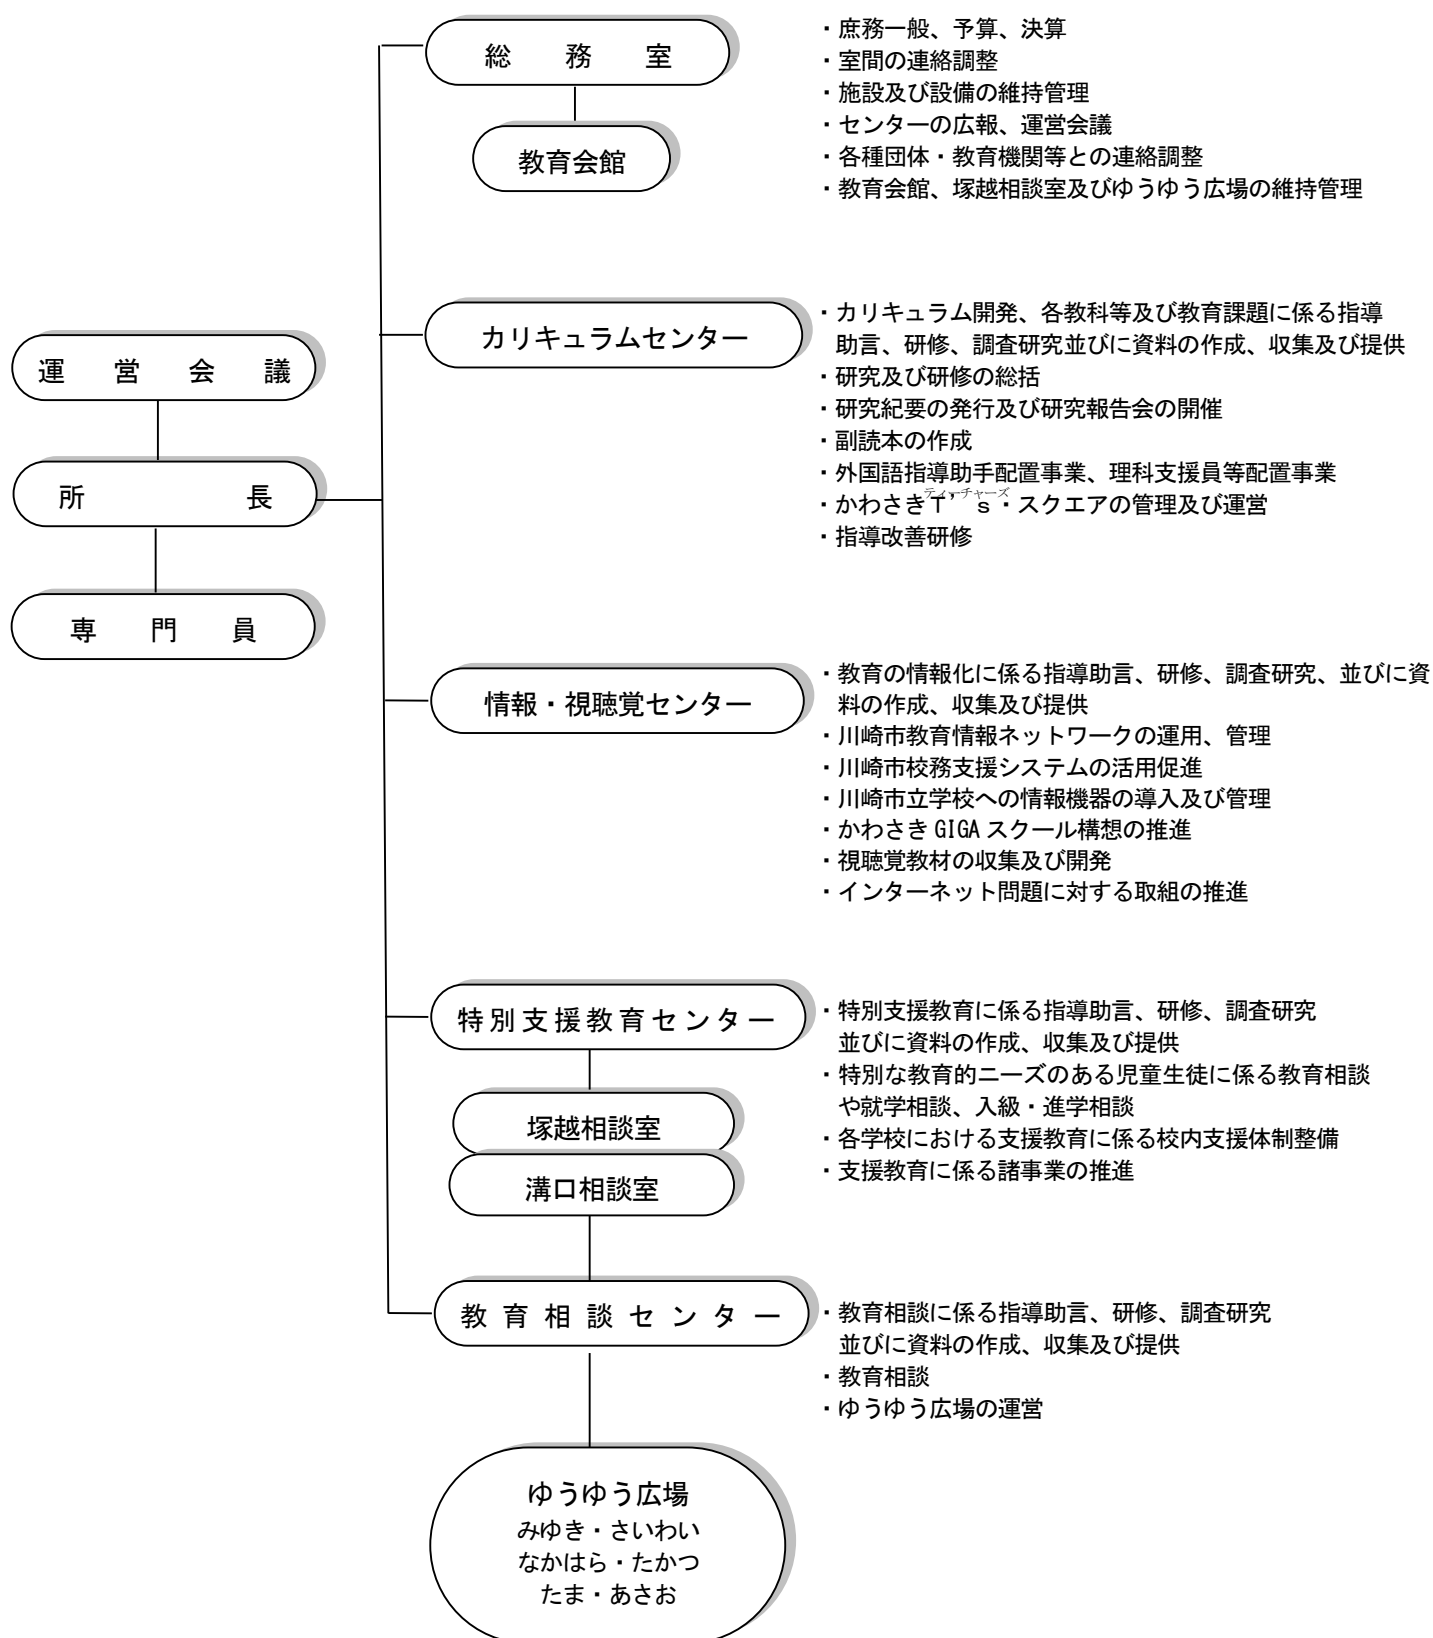 総務室
・庶務一般、予算、決算
・室間の連絡調整
・施設及び設備の維持管理
・センターの広報、運営会議
・各種団体・教育機関等との連絡調整
・教育会館、塚越相談室及びゆうゆう広場の維持管理
教育会館
運営会議
所長
専門員
カリキュラムセンター
・カリキュラム開発、各教科等及び教育課題に係る指導
助言、研修、調査研究並びに資料の作成、収集及び提供
・研究及び研修の総括
・研究紀要の発行及び研究報告会の開催
・副読本の作成
・外国語指導助手配置事業、理科支援員等配置事業
ティーチャーズ
・かわさきT’s・スクエアの管理及び運営
・指導改善研修
情報・視聴覚センター
・教育の情報化に係る指導助言、研修、調査研究、並びに資
料の作成、収集及び提供
・川崎市教育情報ネットワークの運用、管理
・川崎市校務支援システムの活用促進
・川崎市立学校への情報機器の導入及び管理
・かわさき GIGA スクール構想の推進
・視聴覚教材の収集及び開発
・インターネット問題に対する取組の推進
特別支援教育センター
・特別支援教育に係る指導助言、研修、調査研究
並びに資料の作成、収集及び提供
・特別な教育的ニーズのある児童生徒に係る教育相談
や就学相談、入級・進学相談
・各学校における支援教育に係る校内支援体制整備
・支援教育に係る諸事業の推進
塚越相談室
溝口相談室
教育相談センター
・教育相談に係る指導助言、研修、調査研究
並びに資料の作成、収集及び提供
・教育相談
・ゆうゆう広場の運営
ゆうゆう広場
みゆき・さいわい
なかはら・たかつ
たま・あさお